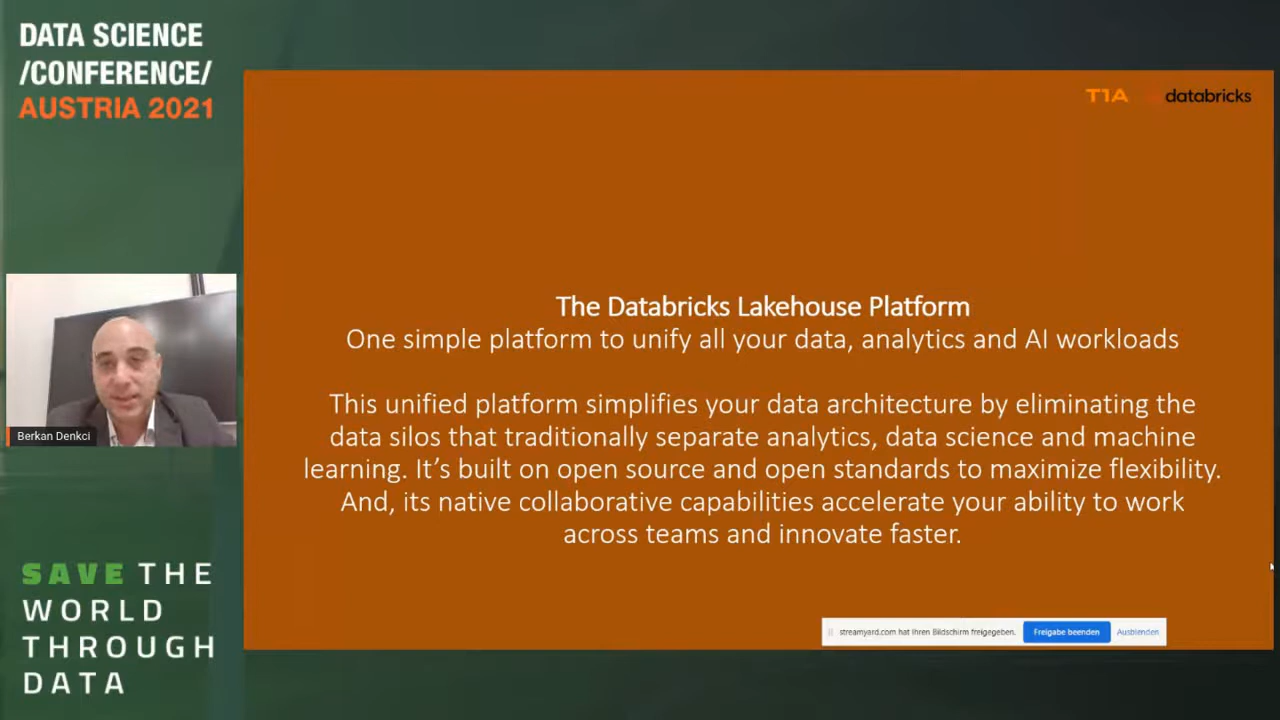 DATA SCIENCE
/CONFERENCE/
AUSTRIA 2021
T1A databricks
The Databricks Lakehouse Platform
One simple platform to unify all your data, analytics and AI workloads
This unified platform simplifies your data architecture by eliminating the
data silos that traditionally separate analytics, data science and machine
learning. It’s built on open source and open standards to maximize flexibility.
And, its native collaborative capabilities accelerate your ability to work
across teams and innovate faster.
Berkan Denkci
SAVE THE
WORLD
THROUGH
DATA
streamyard.com hat Ihren Bildschirm freigegeben. Freigabe beenden Ausblenden